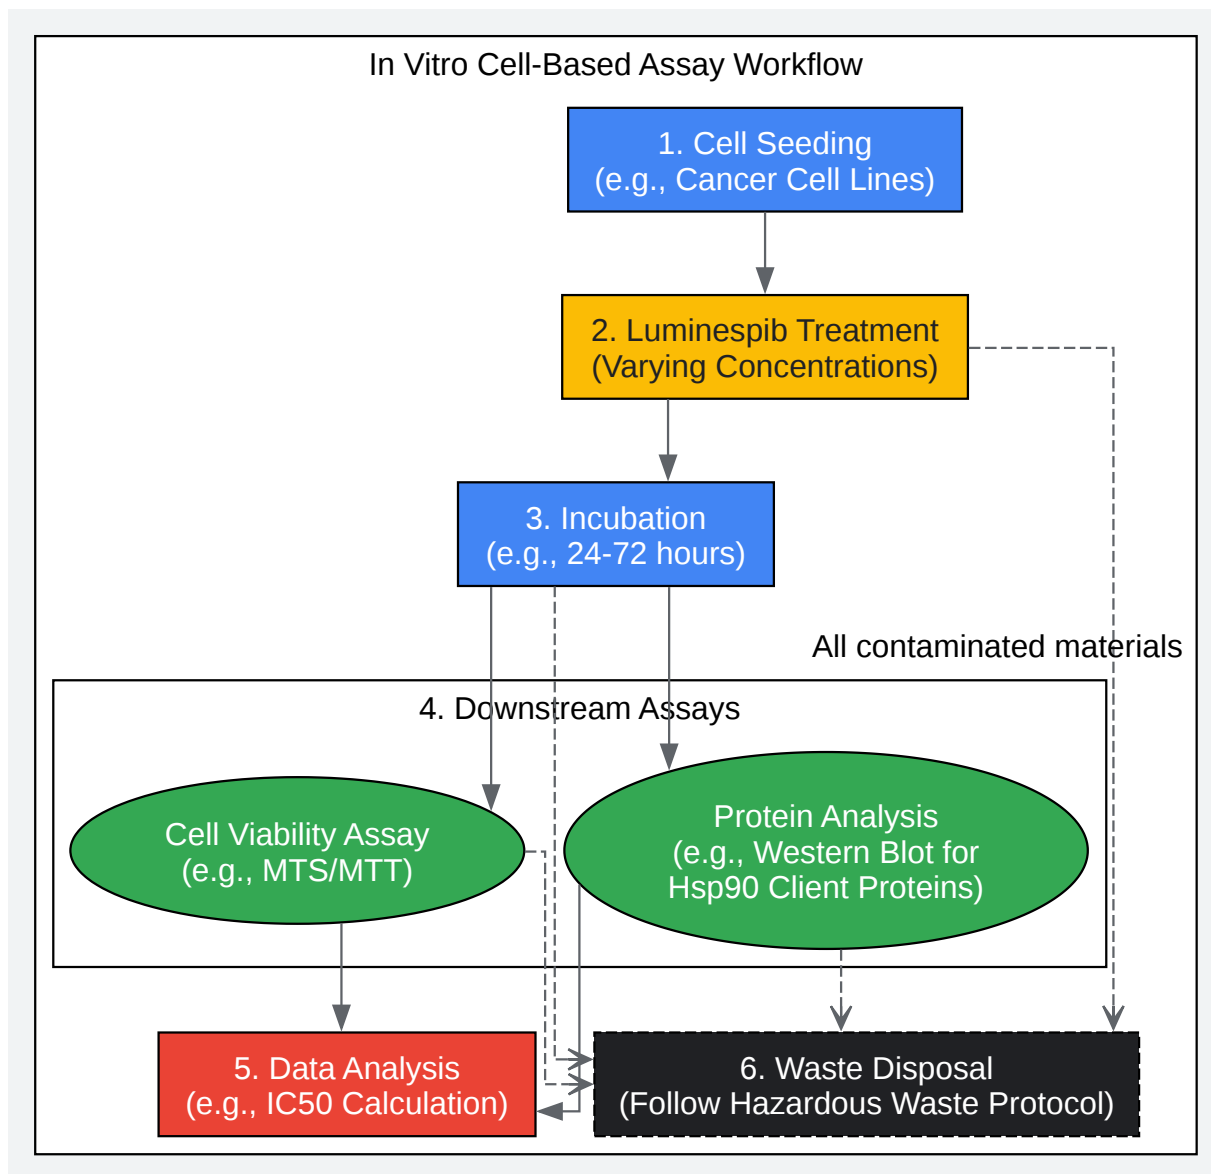 In Vitro Cell-Based Assay Workflow
1. Cell Seeding
(e.g., Cancer Cell Lines)
2. Luminespib Treatment
(Varying Concentrations)
3. Incubation
(e.g., 24-72 hours)
All contaminated materials
4. Downstream Assays
Cell Viability Assay
(e.g., MTS/MTT)
Protein Analysis
(e.g., Western Blot for
Hsp90 Client Proteins)
5. Data Analysis
(e.g., IC50 Calculation)
6. Waste Disposal
(Follow Hazardous Waste Protocol)